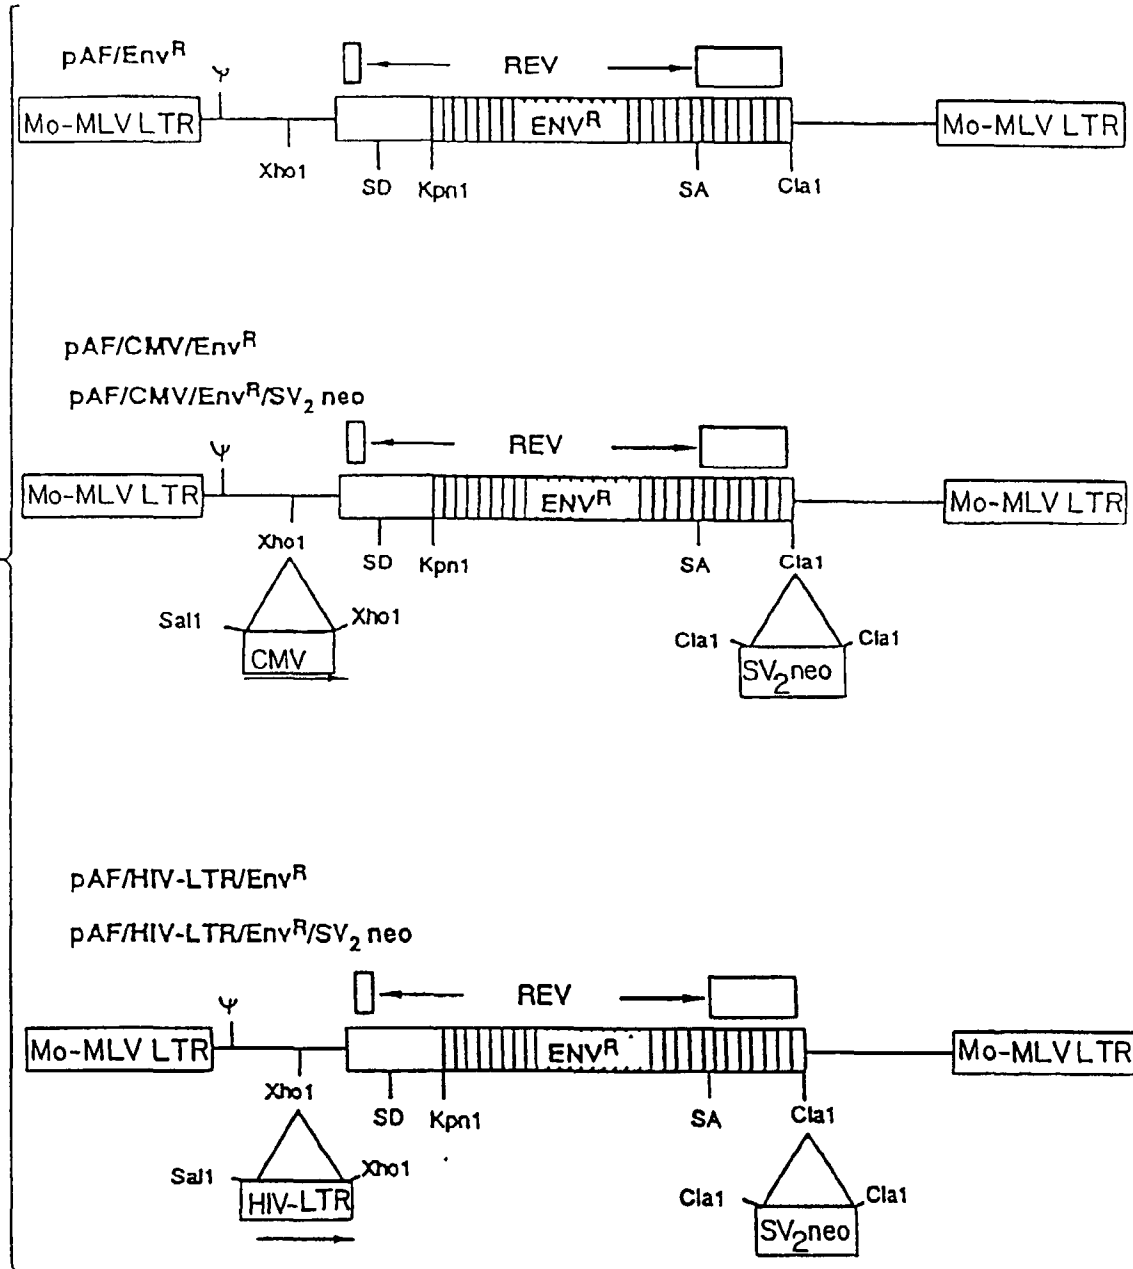 pAF/Env^R
REV
ψ
Mo-MLV LTR
ENV^R
Mo-MLV LTR
Xho1
SD
Kpn1
SA
Cla1
pAF/CMV/Env^R
pAF/CMV/Env^R/SV₂ neo
REV
ψ
Mo-MLV LTR
ENV^R
Mo-MLV LTR
Xho1
SD
Kpn1
SA
Cla1
Sal1
Xho1
Cla1
Cla1
CMV
SV₂neo
pAF/HIV-LTR/Env^R
pAF/HIV-LTR/Env^R/SV₂ neo
REV
ψ
Mo-MLV LTR
ENV^R
Mo-MLV LTR
Xho1
SD
Kpn1
SA
Cla1
Sal1
Xho1
Cla1
Cla1
HIV-LTR
SV₂neo